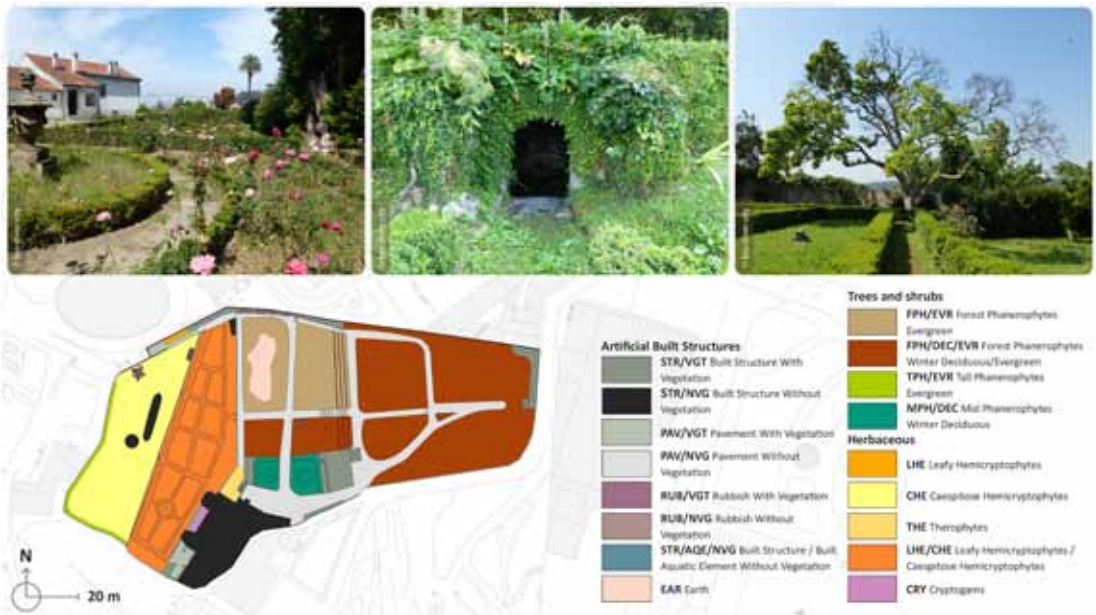 Artificial Built Structures
STR/VGT Built Structure With
Vegetation
STR/NVG Built Structure Without
Vegetation
PAV/VGT Pavement With Vegetation
PAV/NVG Pavement Without
Vegetation
RUB/VGT Rubbish With Vegetation
RUB/NVG Rubbish Without
Vegetation
STR/AQE/NVG Built Structure / Built
Aquatic Element Without Vegetation
EAR Earth
Trees and shrubs
FPH/EVR Forest Phanerophytes
Evergreen
FPH/DEC/EVR Forest Phanerophytes
Winter Deciduous/Evergreen
TPH/EVR Tall Phanerophytes
Evergreen
MPH/DEC Mid Phanerophytes
Winter Deciduous
Herbaceous
LHE Leafy Hemicryptophytes
CHE Caespitose Hemicryptophytes
THE Therophytes
LHE/CHE Leafy Hemicryptophytes /
Caespitose Hemicryptophytes
CRY Cryptogams
N
20 m